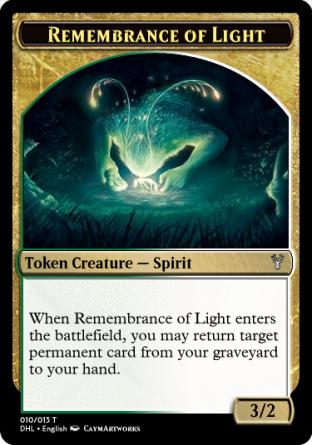 Remembrance of Light
Token Creature — Spirit
When Remembrance of Light enters
the battlefield, you may return target
permanent card from your graveyard
to your hand.
3/2
010/013 T
DHL • English CaymArtworks